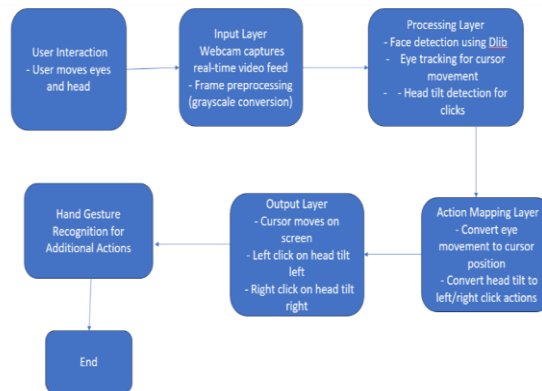 User Interaction
- User moves eyes
and head
Input Layer
Webcam captures
real-time video feed
- Frame preprocessing
(grayscale conversion)
Processing Layer
- Face detection using Dlib
- Eye tracking for cursor
movement
- - Head tilt detection for
clicks
Action Mapping Layer
- Convert eye
movement to cursor
position
- Convert head tilt to
left/right click actions
Output Layer
- Cursor moves on
screen
- Left click on head tilt
left
- Right click on head tilt
right
Hand Gesture
Recognition for
Additional Actions
End